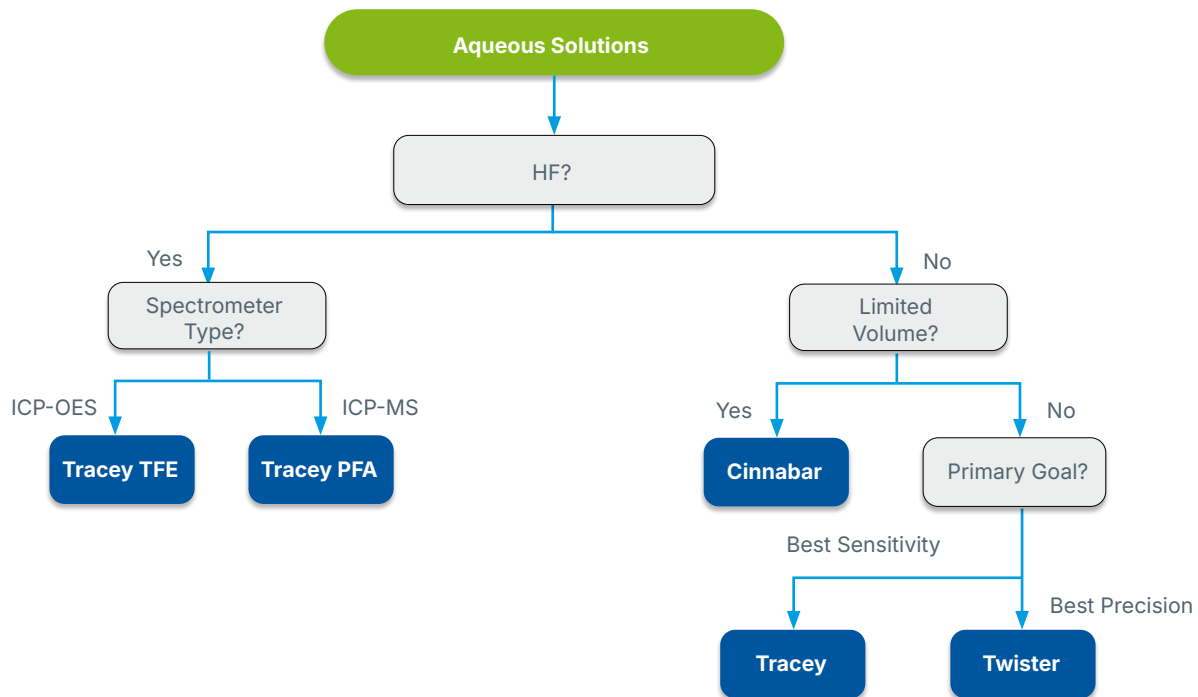 Aqueous Solutions
HF?
Yes
No
Spectrometer
Type?
Limited
Volume?
ICP-OES
ICP-MS
Yes
No
Tracey TFE
Tracey PFA
Cinnabar
Primary Goal?
Best Sensitivity
Best Precision
Tracey
Twister